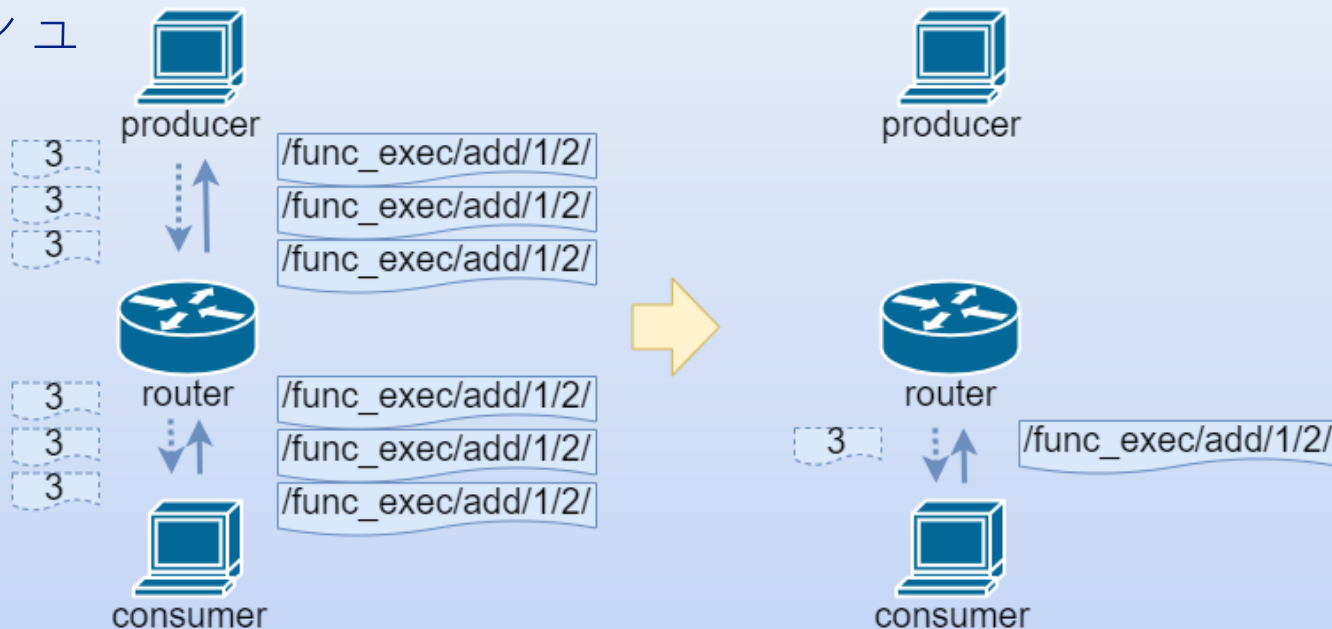 シュ
producer
3
3
3
/func_exec/add/1/2/
/func_exec/add/1/2/
/func_exec/add/1/2/
router
3
3
3
/func_exec/add/1/2/
/func_exec/add/1/2/
/func_exec/add/1/2/
consumer
producer
router
3
/func_exec/add/1/2/
consumer